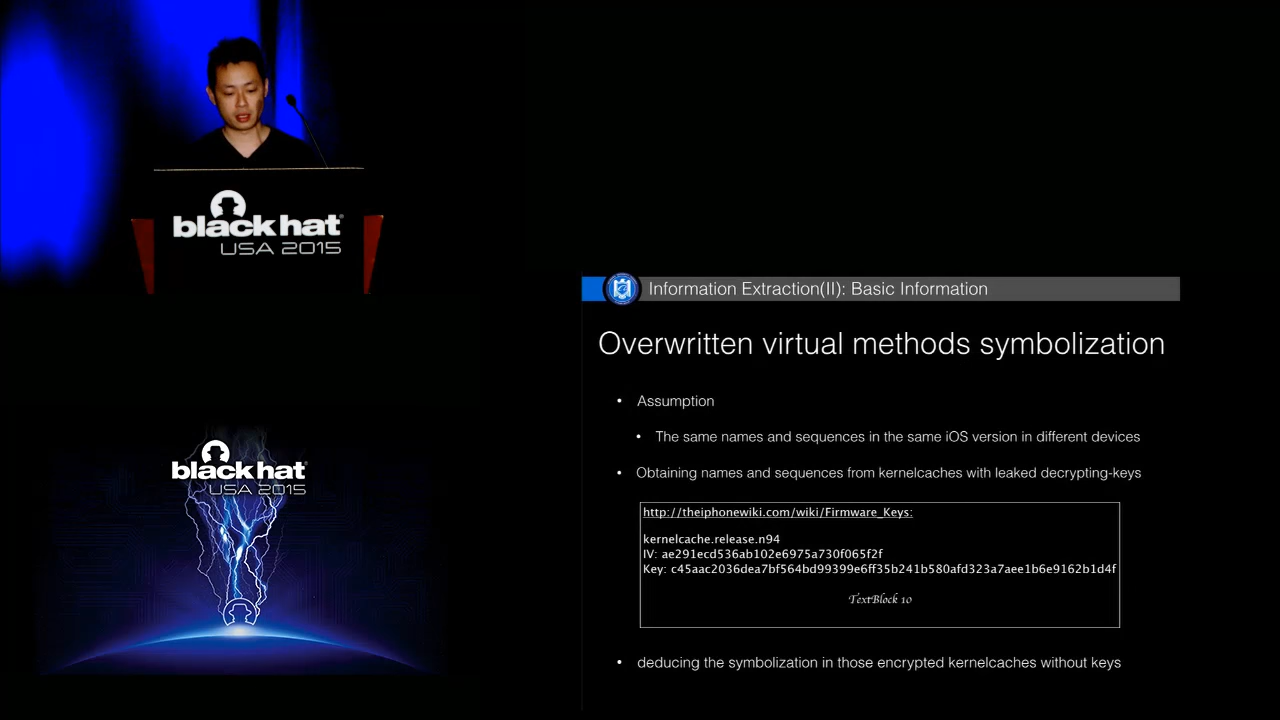 black hat
USA 2015
black hat
USA 2015
Information Extraction(II): Basic Information
Overwritten virtual methods symbolization
• Assumption
• The same names and sequences in the same iOS version in different devices
• Obtaining names and sequences from kernelcaches with leaked decrypting-keys
http://theiphonewiki.com/wiki/Firmware_Keys:
kernelcache.release.n94
IV: ae291ecd536ab102e6975a730f065f2f
Key: c45aac2036dea7bf564bd99399e6ff35b241b580afd323a7aee1b6e9162b1d4f
TextBlock 10
• deducing the symbolization in those encrypted kernelcaches without keys